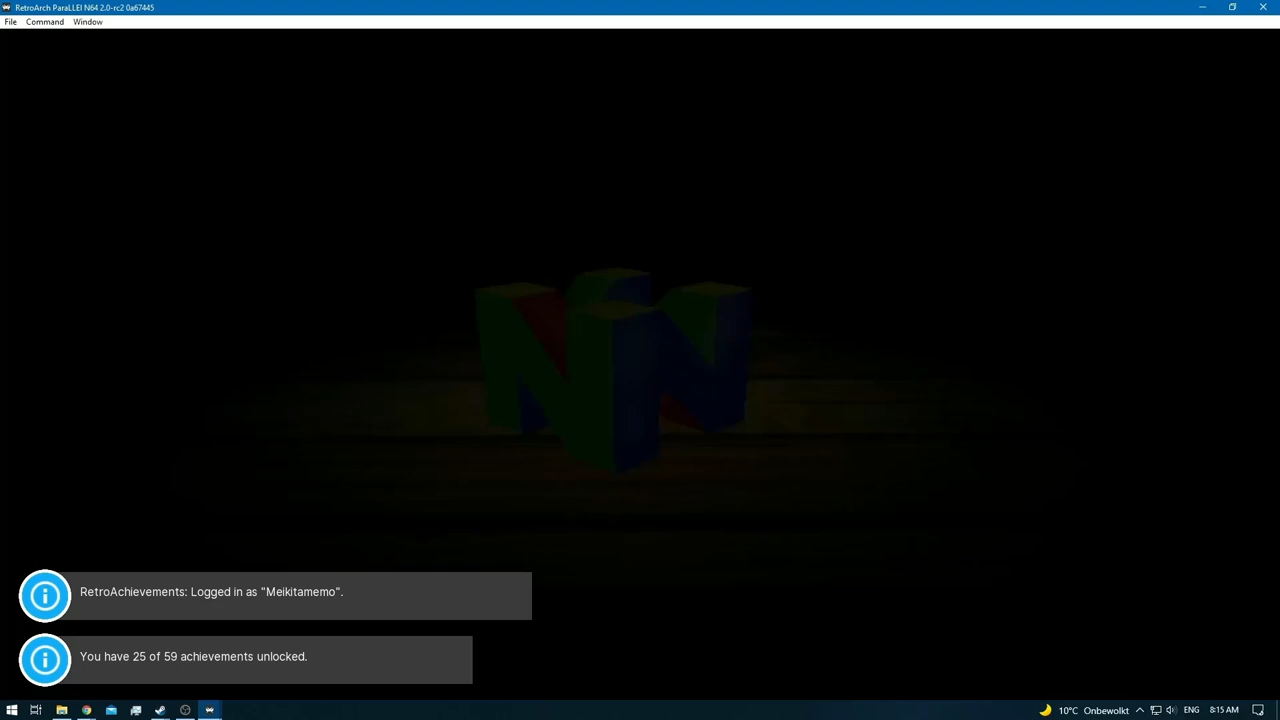 RetroArch ParaLLEl N64 2.0-rc2 0a67445
File Command Window
RetroAchievements: Logged in as "Meikitamemo".
You have 25 of 59 achievements unlocked.
10°C Onbewolkt ENG 8:15 AM